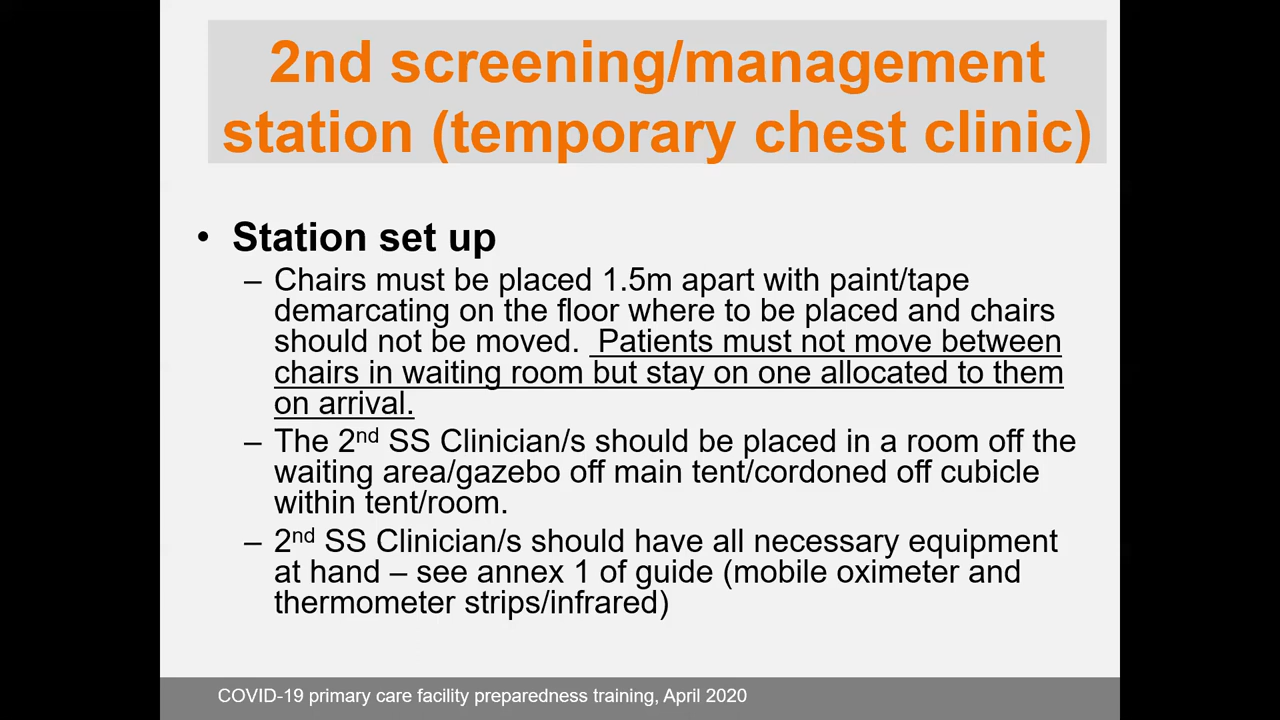 2nd screening/management
station (temporary chest clinic)
• Station set up
– Chairs must be placed 1.5m apart with paint/tape
demarcating on the floor where to be placed and chairs
should not be moved.  Patients must not move between
chairs in waiting room but stay on one allocated to them
on arrival.
– The 2nd SS Clinician/s should be placed in a room off the
waiting area/gazebo off main tent/cordoned off cubicle
within tent/room.
– 2nd SS Clinician/s should have all necessary equipment
at hand – see annex 1 of guide (mobile oximeter and
thermometer strips/infrared)
COVID-19 primary care facility preparedness training, April 2020